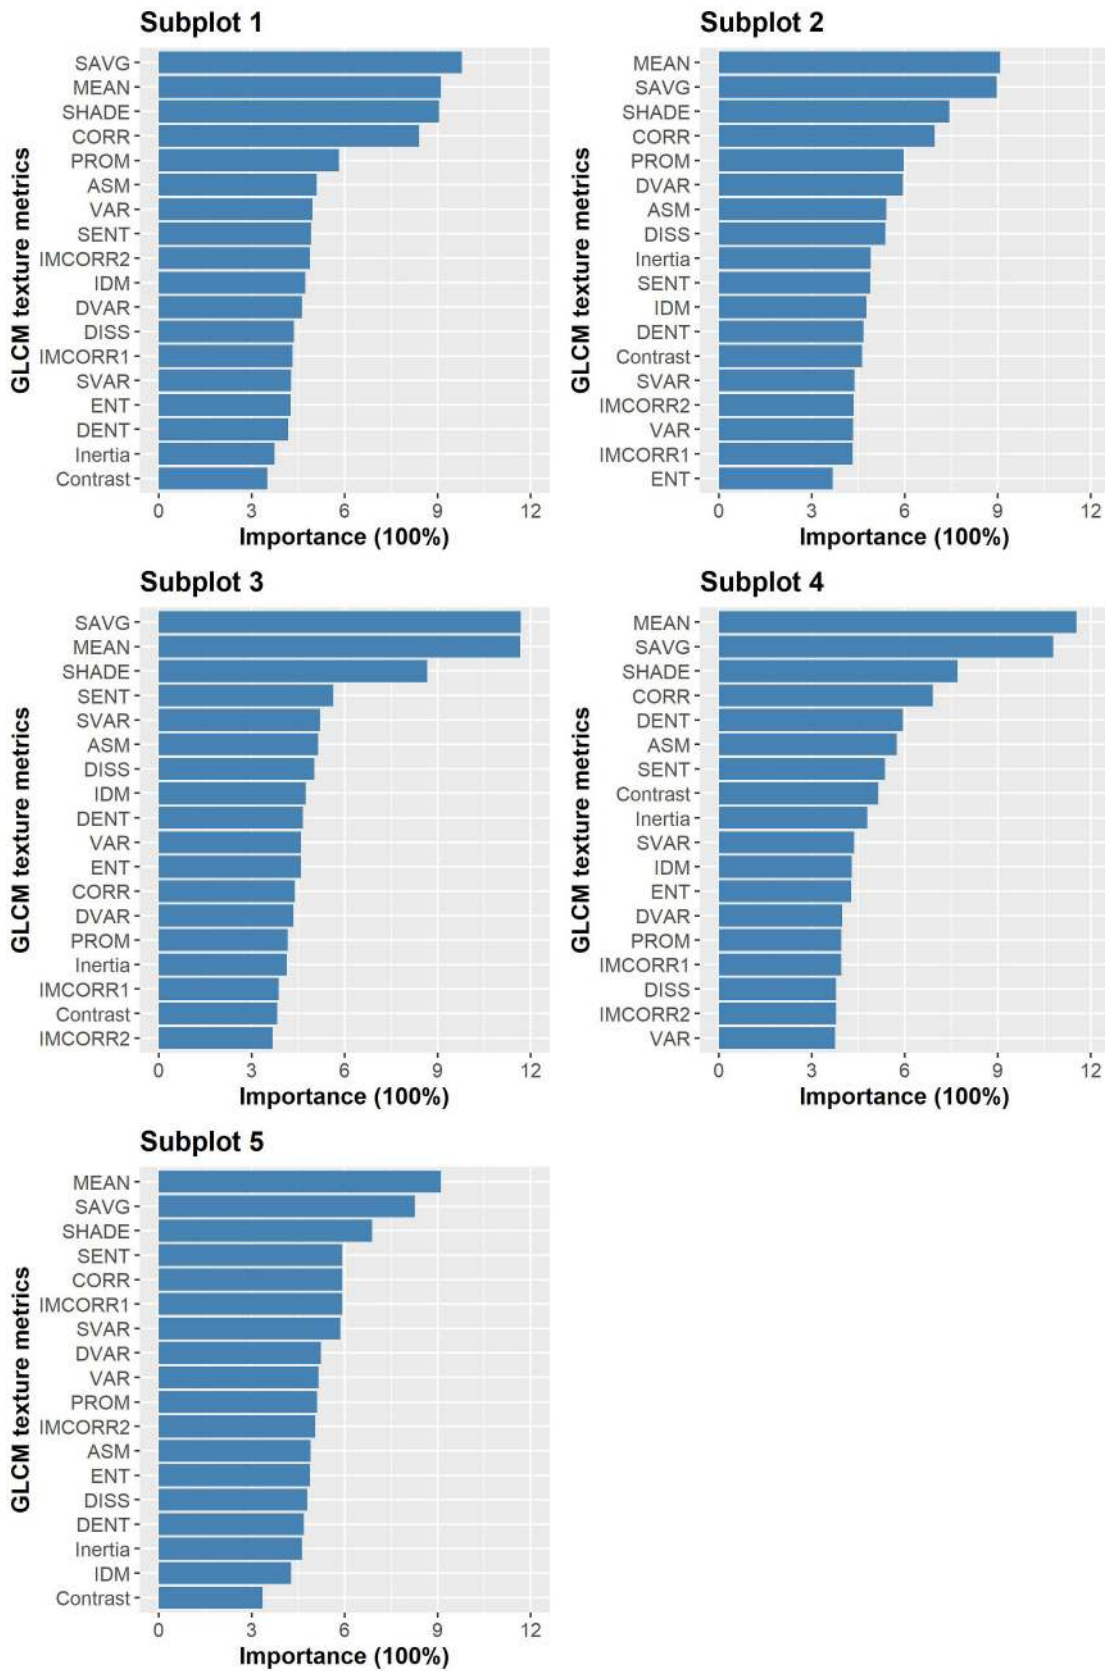 Subplot 1
GLCM texture metrics
SAVG
MEAN
SHADE
CORR
PROM
ASM
VAR
SENT
IMCORR2
IDM
DVAR
DISS
IMCORR1
SVAR
ENT
DENT
Inertia
Contrast
0 3 6 9 12
Importance (100%)
Subplot 2
GLCM texture metrics
MEAN
SAVG
SHADE
CORR
PROM
DVAR
ASM
DISS
Inertia
SENT
IDM
DENT
Contrast
SVAR
IMCORR2
VAR
IMCORR1
ENT
0 3 6 9 12
Importance (100%)
Subplot 3
GLCM texture metrics
SAVG
MEAN
SHADE
SENT
SVAR
ASM
DISS
IDM
DENT
VAR
ENT
CORR
DVAR
PROM
Inertia
IMCORR1
Contrast
IMCORR2
0 3 6 9 12
Importance (100%)
Subplot 4
GLCM texture metrics
MEAN
SAVG
SHADE
CORR
DENT
ASM
SENT
Contrast
Inertia
SVAR
IDM
ENT
DVAR
PROM
IMCORR1
DISS
IMCORR2
VAR
0 3 6 9 12
Importance (100%)
Subplot 5
GLCM texture metrics
MEAN
SAVG
SHADE
SENT
CORR
IMCORR1
SVAR
DVAR
VAR
PROM
IMCORR2
ASM
ENT
DISS
DENT
Inertia
IDM
Contrast
0 3 6 9 12
Importance (100%)